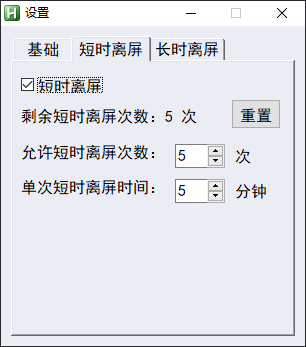 设置
基础 短时离屏 长时离屏
短时离屏
剩余短时离屏次数：5 次 重置
允许短时离屏次数： 5 次
单次短时离屏时间： 5 分钟